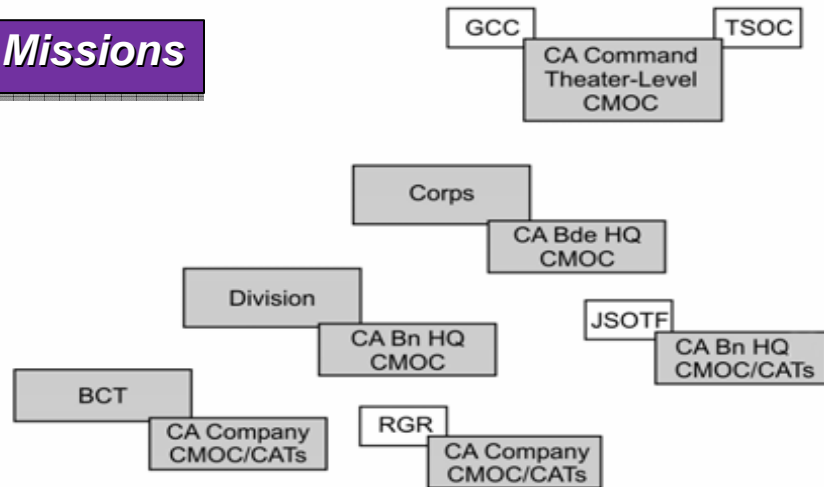 Missions
GCC
TSOC
CA Command
Theater-Level
CMOC
Corps
CA Bde HQ
CMOC
Division
CA Bn HQ
CMOC
JSOTF
CA Bn HQ
CMOC/CATs
BCT
CA Company
CMOC/CATs
RGR
CA Company
CMOC/CATs